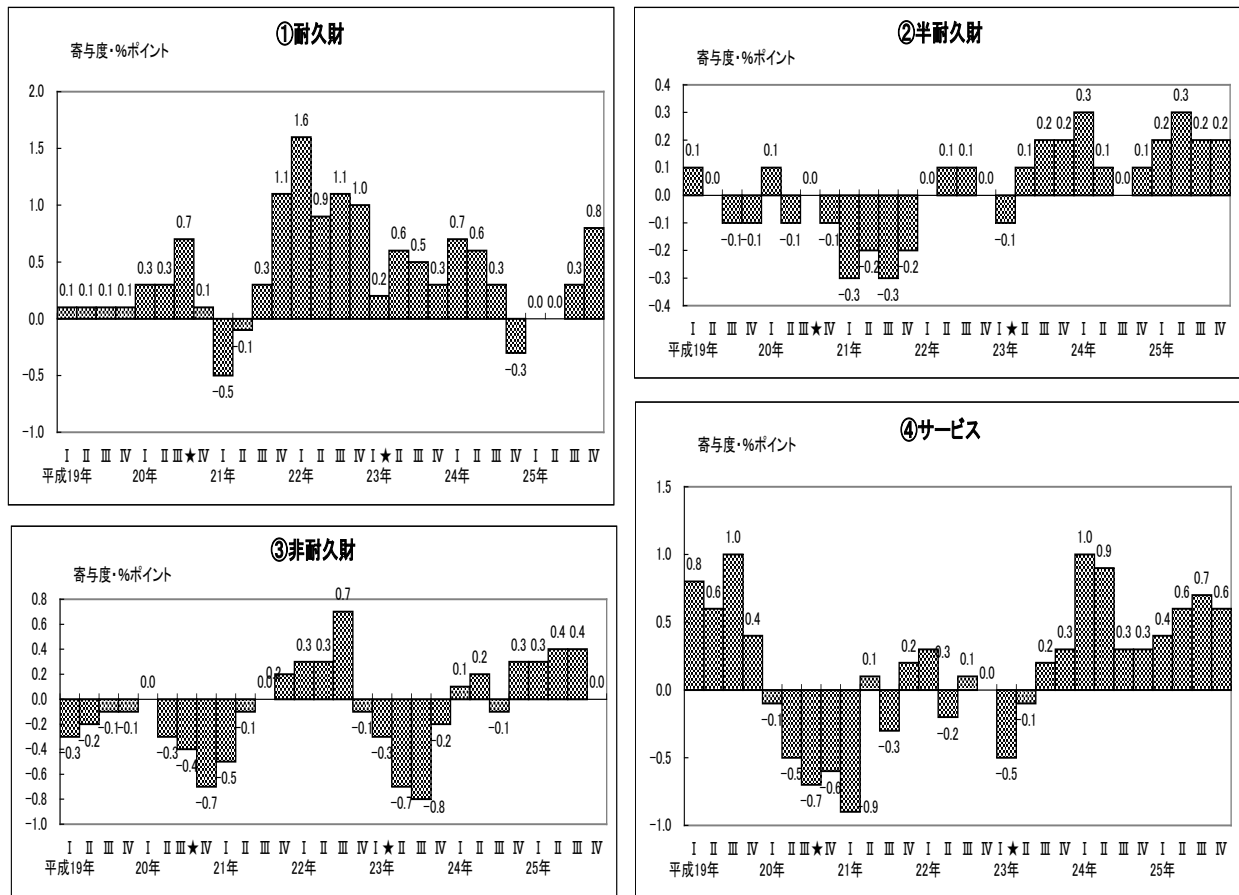 ①耐久財
寄与度・%ポイント
2.0
1.5
1.0
0.5
0.0
-0.5
-1.0
0.1 0.1 0.1 0.1 0.3 0.3 0.7 0.1 -0.5 -0.1 0.3 1.1 1.6 0.9 1.1 1.0 0.2 0.6 0.5 0.3 0.7 0.6 0.3 -0.3 0.0 0.0 0.3 0.8
Ⅰ Ⅱ Ⅲ Ⅳ Ⅰ Ⅱ Ⅲ★Ⅳ Ⅰ Ⅱ Ⅲ Ⅳ Ⅰ Ⅱ Ⅲ Ⅳ Ⅰ★Ⅱ Ⅲ Ⅳ Ⅰ Ⅱ Ⅲ Ⅳ Ⅰ Ⅱ Ⅲ Ⅳ
平成19年 20年 21年 22年 23年 24年 25年
②半耐久財
寄与度・%ポイント
0.4
0.3
0.2
0.1
0.0
-0.1
-0.2
-0.3
-0.4
0.1 0.0 -0.1 -0.1 0.1 -0.1 0.0 -0.1 -0.3 -0.2 -0.3 -0.2 0.0 0.1 0.1 0.0 -0.1 0.1 0.2 0.2 0.3 0.1 0.0 0.1 0.2 0.3 0.2 0.2
Ⅰ Ⅱ Ⅲ Ⅳ Ⅰ Ⅱ Ⅲ★Ⅳ Ⅰ Ⅱ Ⅲ Ⅳ Ⅰ Ⅱ Ⅲ Ⅳ Ⅰ★Ⅱ Ⅲ Ⅳ Ⅰ Ⅱ Ⅲ Ⅳ Ⅰ Ⅱ Ⅲ Ⅳ
平成19年 20年 21年 22年 23年 24年 25年
③非耐久財
寄与度・%ポイント
0.8
0.6
0.4
0.2
0.0
-0.2
-0.4
-0.6
-0.8
-1.0
-0.3 -0.2 -0.1 -0.1 0.0 -0.3 -0.4 -0.7 -0.5 -0.1 0.0 0.2 0.3 0.3 0.7 -0.1 -0.3 -0.7 -0.8 -0.2 0.1 0.2 -0.1 0.3 0.3 0.4 0.4 0.0
Ⅰ Ⅱ Ⅲ Ⅳ Ⅰ Ⅱ Ⅲ★Ⅳ Ⅰ Ⅱ Ⅲ Ⅳ Ⅰ Ⅱ Ⅲ Ⅳ Ⅰ★Ⅱ Ⅲ Ⅳ Ⅰ Ⅱ Ⅲ Ⅳ Ⅰ Ⅱ Ⅲ Ⅳ
平成19年 20年 21年 22年 23年 24年 25年
④サービス
寄与度・%ポイント
1.5
1.0
0.5
0.0
-0.5
-1.0
0.8 0.6 1.0 0.4 -0.1 -0.5 -0.7 -0.6 -0.9 0.1 -0.3 0.2 0.3 0.3 -0.2 0.1 0.0 -0.5 -0.1 0.2 0.3 1.0 0.9 0.3 0.3 0.4 0.6 0.7 0.6
Ⅰ Ⅱ Ⅲ Ⅳ Ⅰ Ⅱ Ⅲ★Ⅳ Ⅰ Ⅱ Ⅲ Ⅳ Ⅰ Ⅱ Ⅲ Ⅳ Ⅰ★Ⅱ Ⅲ Ⅳ Ⅰ Ⅱ Ⅲ Ⅳ Ⅰ Ⅱ Ⅲ Ⅳ
平成19年 20年 21年 22年 23年 24年 25年